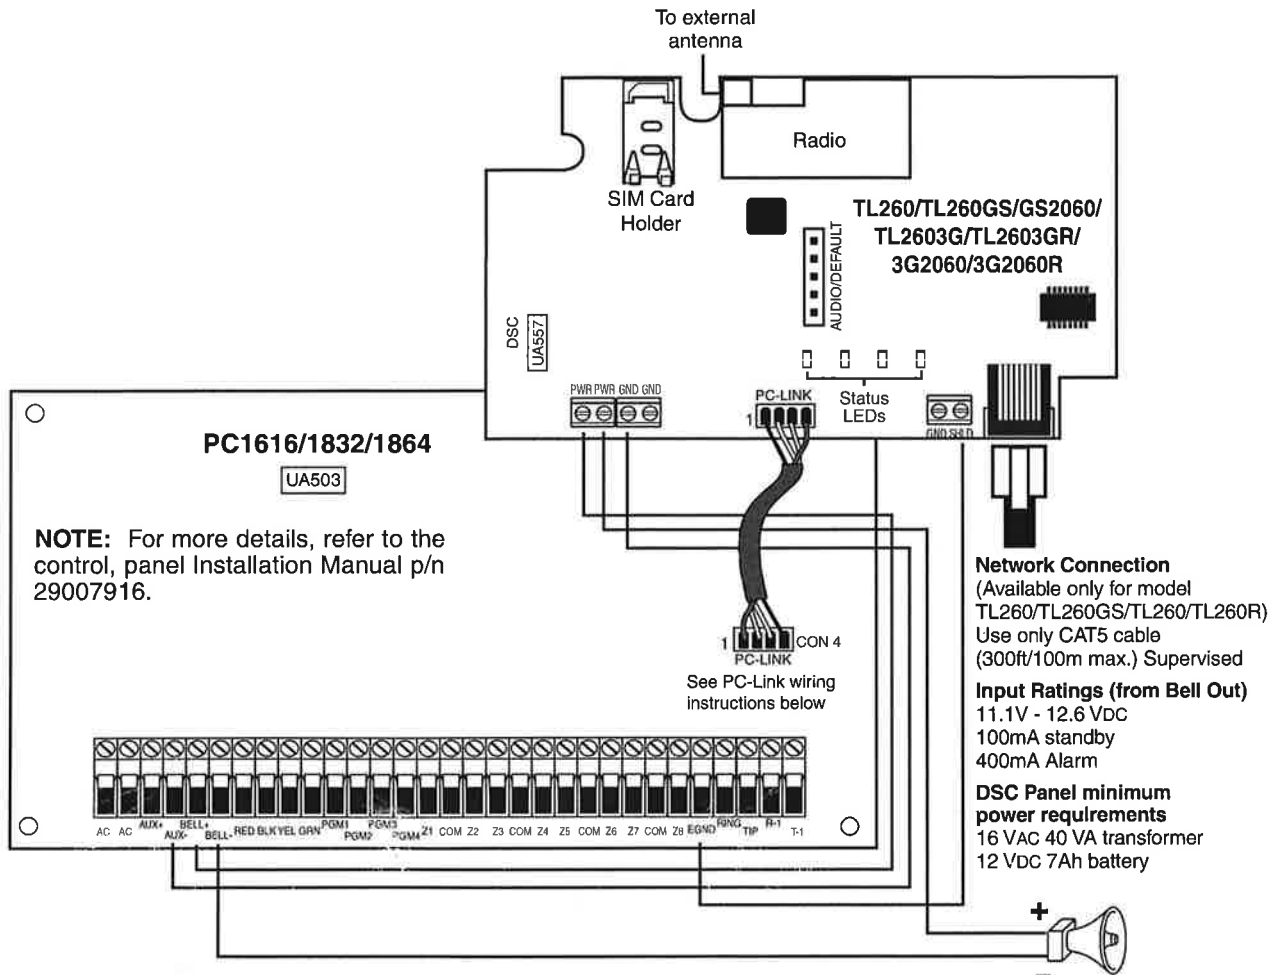 To external
antenna
Radio
SIM Card
Holder
TL260/TL260GS/GS2060/
TL2603G/TL2603GR/
3G2060/3G2060R
AUDIO/DEFAULT
DSC
UA557
PWR PWR GND GND
PC-LINK
1
Status
LEDs
GND SHLD
PC1616/1832/1864
UA503
NOTE: For more details, refer to the
control, panel Installation Manual p/n
29007916.
1
CON 4
PC-LINK
See PC-Link wiring
instructions below
Network Connection
(Available only for model
TL260/TL260GS/TL260/TL260R)
Use only CAT5 cable
(300ft/100m max.) Supervised
Input Ratings (from Bell Out)
11.1V - 12.6 VDC
100mA standby
400mA Alarm
DSC Panel minimum
power requirements
16 VAC 40 VA transformer
12 VDC 7Ah battery
AC AC AUX+ AUX- BELL+ BELL- RED BLK YEL GRN PGM1 PGM2 PGM3 PGM4 Z1 COM Z2 Z3 COM Z4 Z5 COM Z6 Z7 COM Z8 EGND RING TIP R-1 T-1
+
-